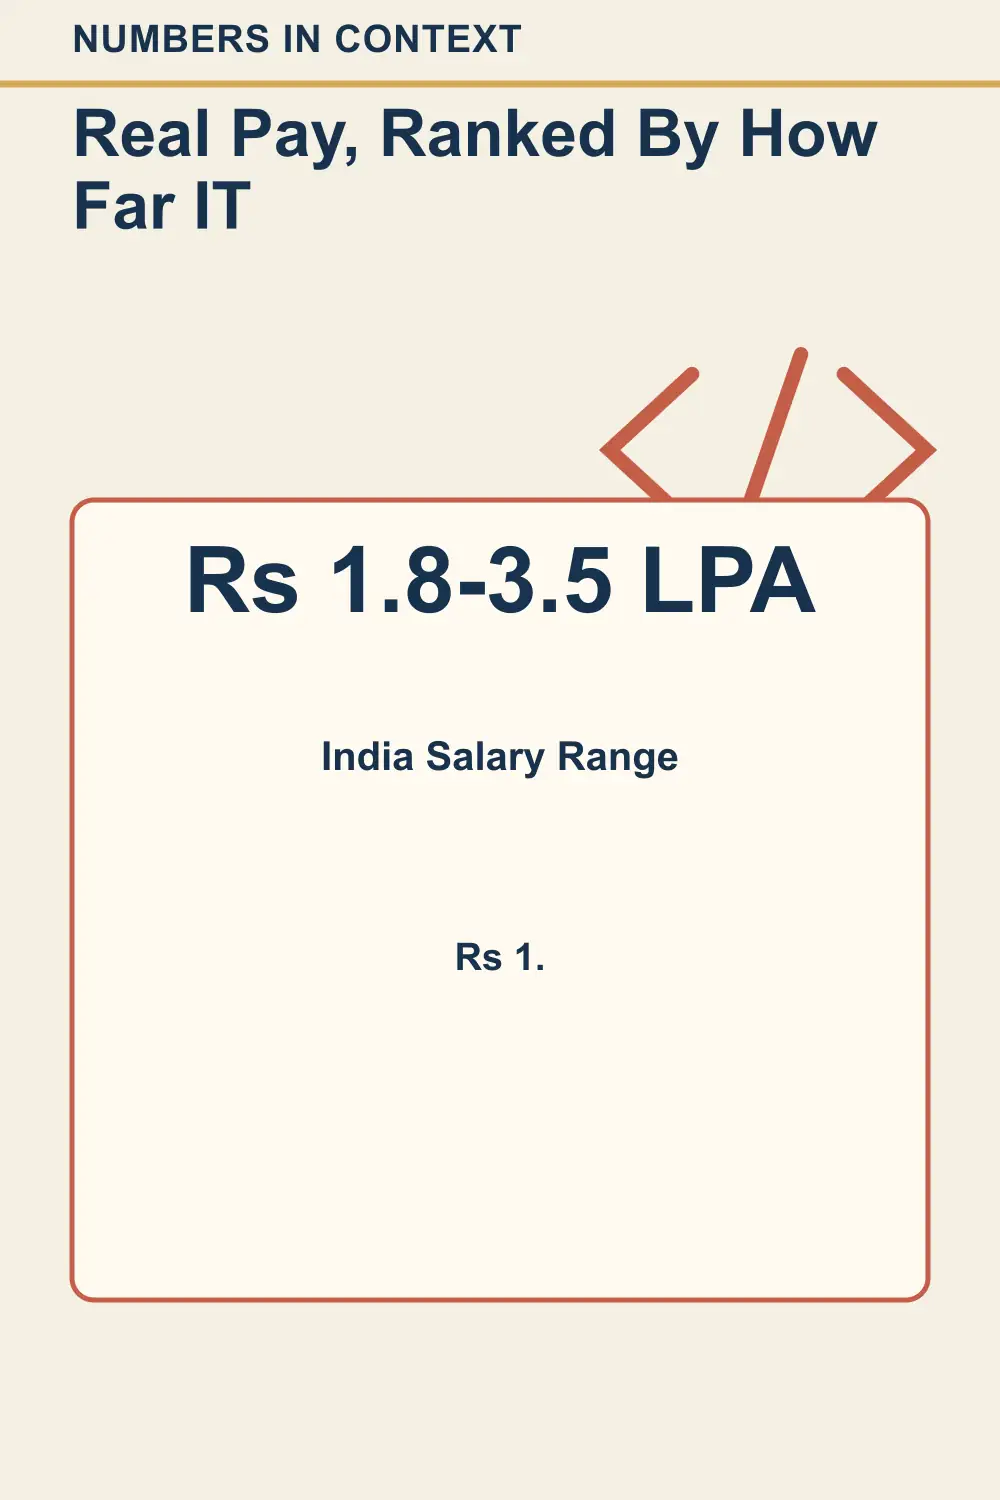 NUMBERS IN CONTEXT
Real Pay, Ranked By How
Far IT
Rs 1.8-3.5 LPA
India Salary Range
Rs 1.